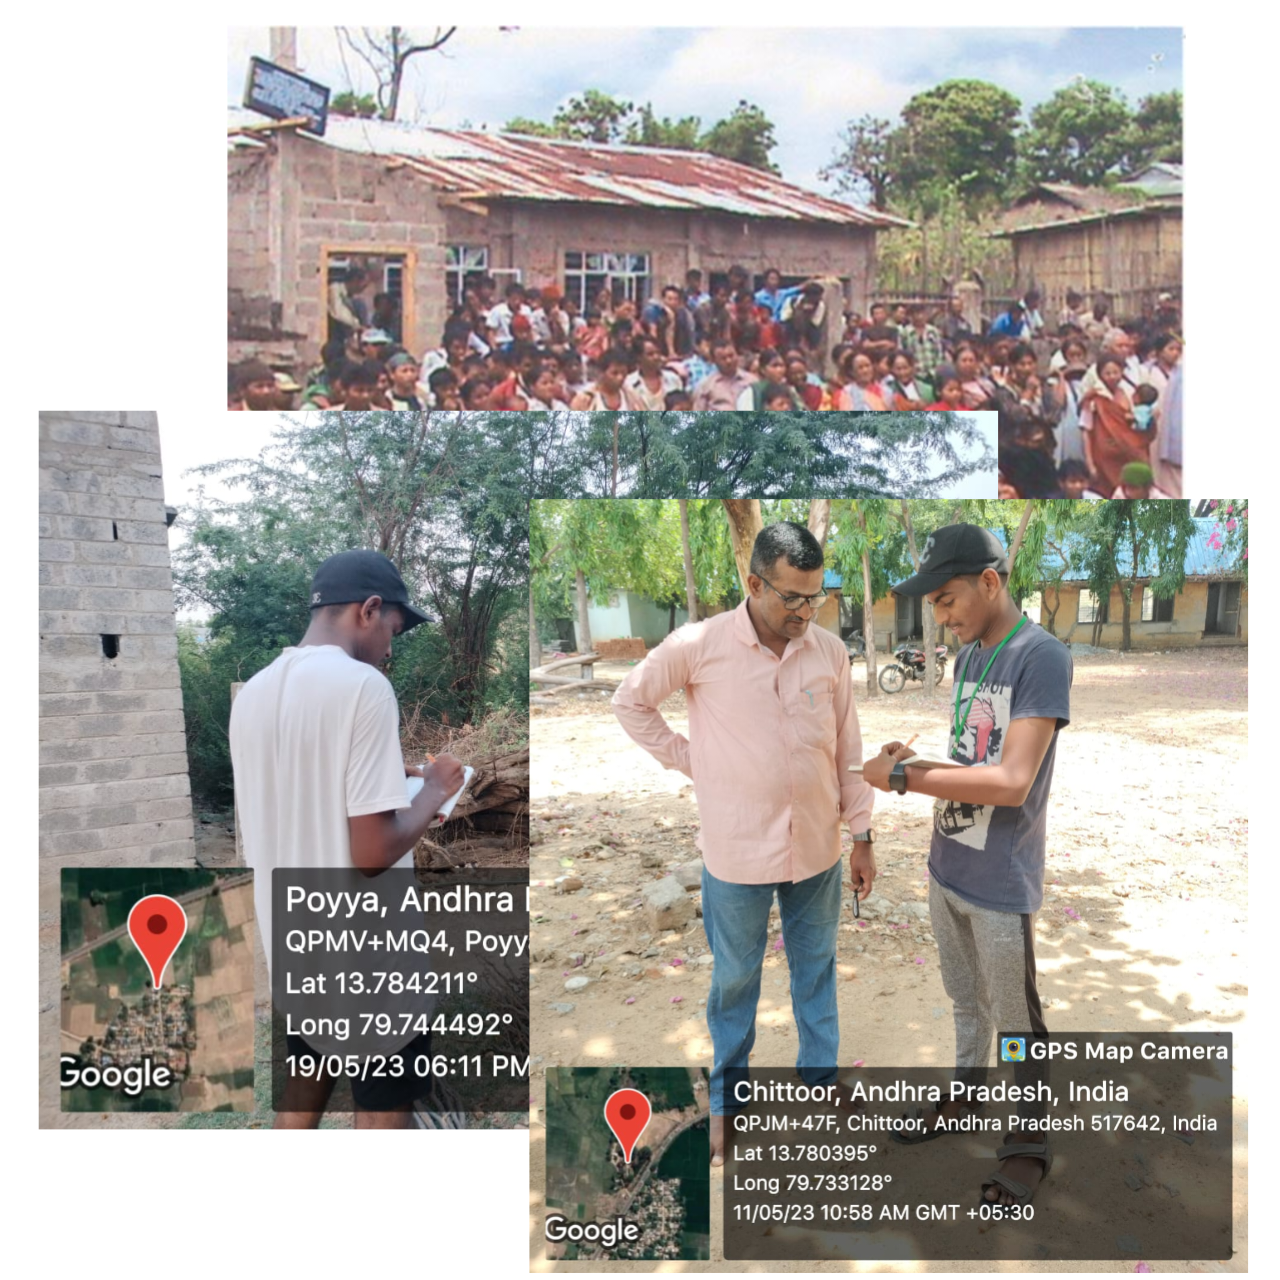 Poyya, Andhra
QPMV+MQ4, Poyy
Lat 13.784211°
Long 79.744492°
19/05/23 06:11 PM
Google
GPS Map Camera
Chittoor, Andhra Pradesh, India
QPJM+47F, Chittoor, Andhra Pradesh 517642, India
Lat 13.780395°
Long 79.733128°
11/05/23 10:58 AM GMT +05:30
Google